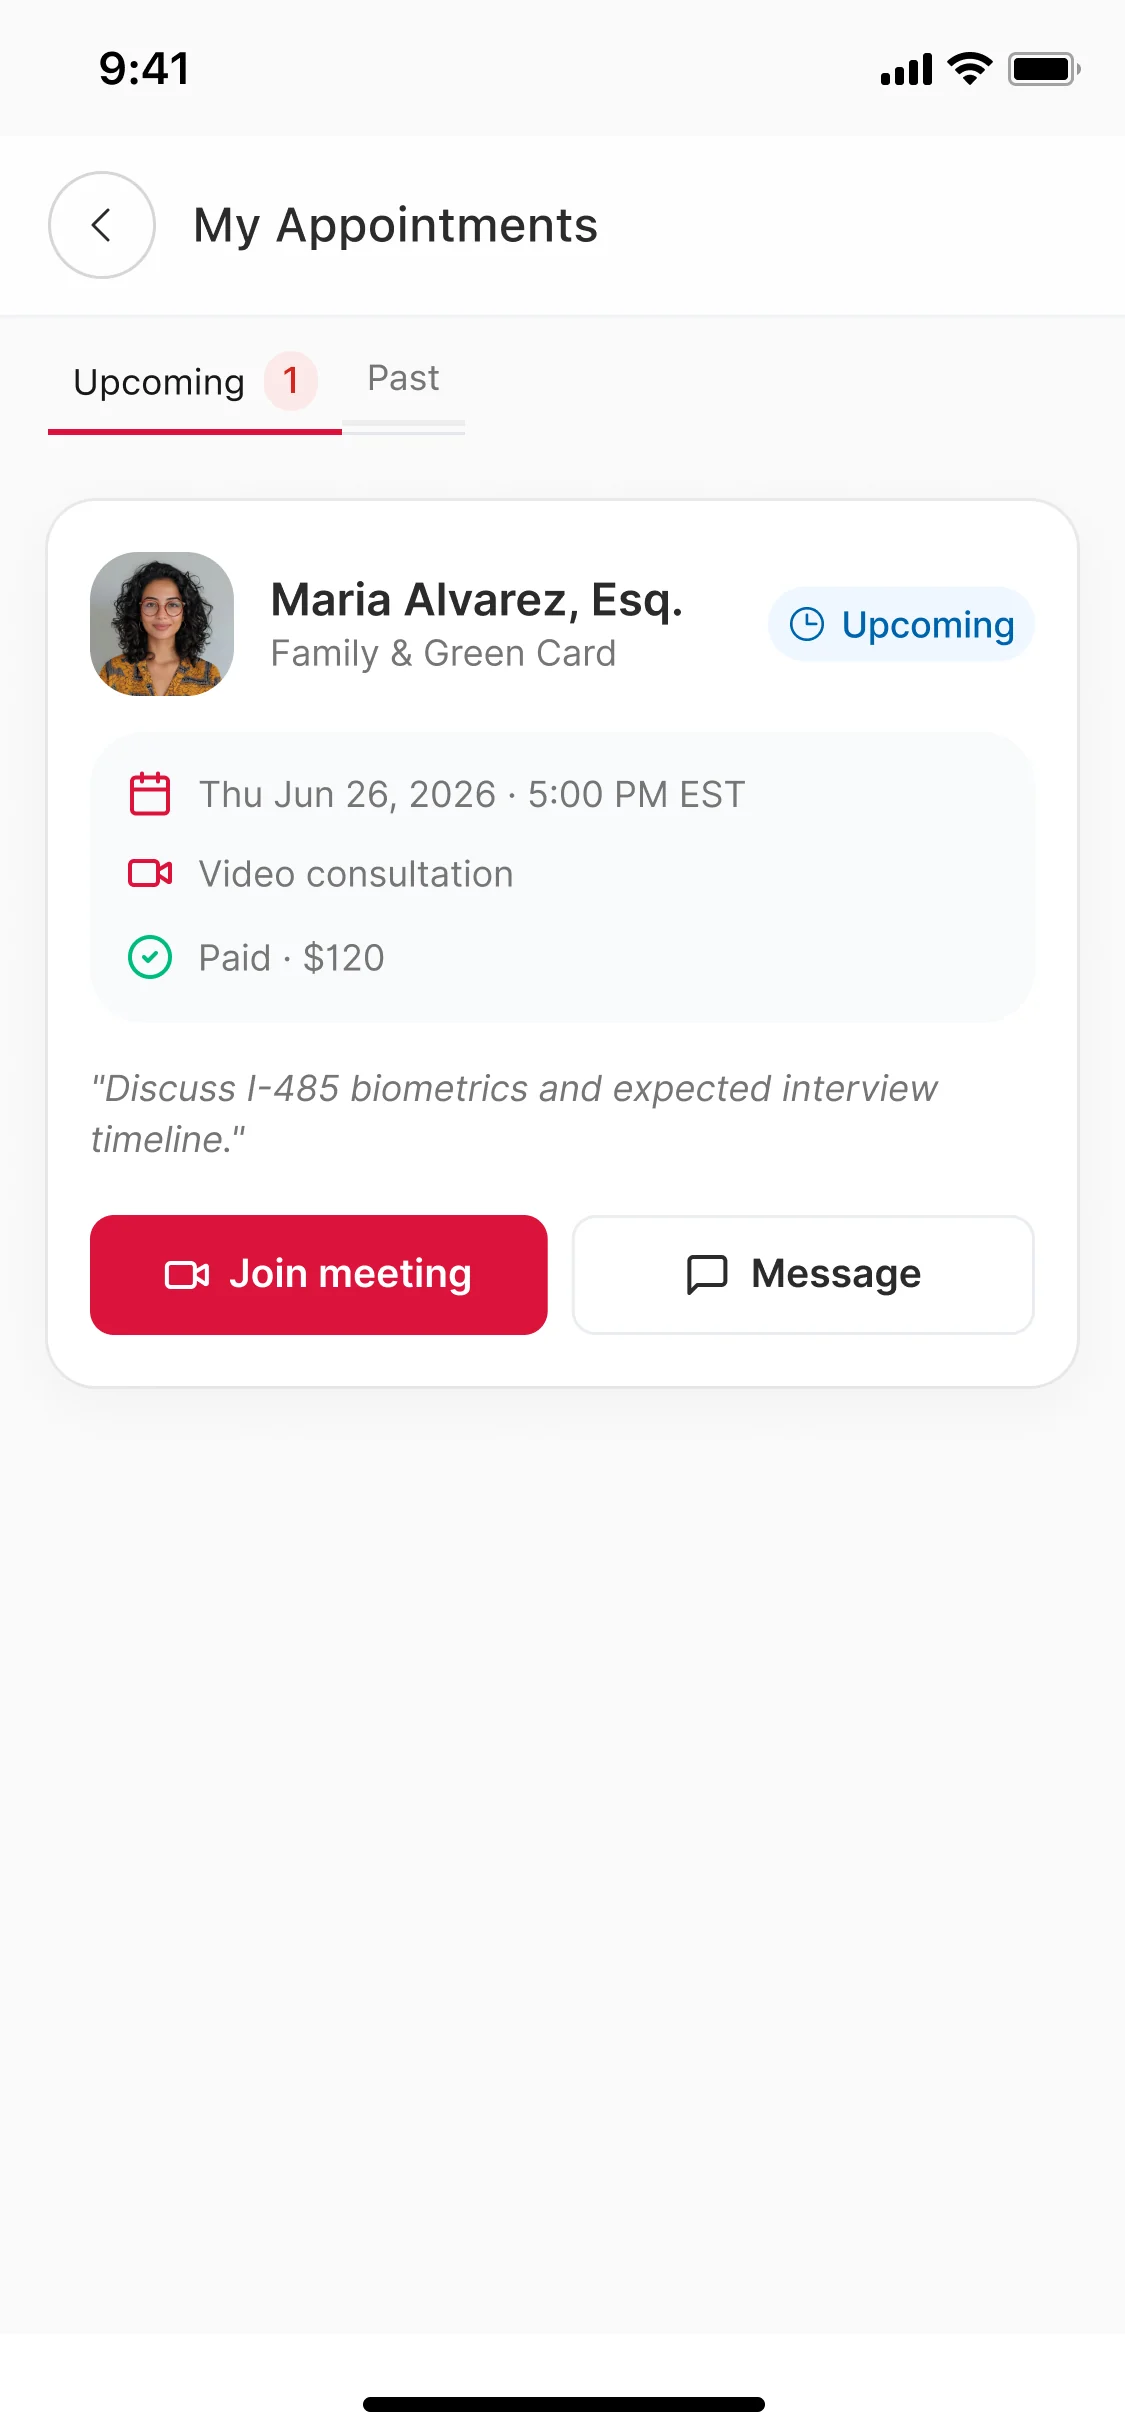 9:41
My Appointments
Upcoming 1 Past
Maria Alvarez, Esq.
Family & Green Card
Upcoming
Thu Jun 26, 2026 · 5:00 PM EST
Video consultation
Paid · $120
"Discuss I-485 biometrics and expected interview
timeline."
Join meeting Message